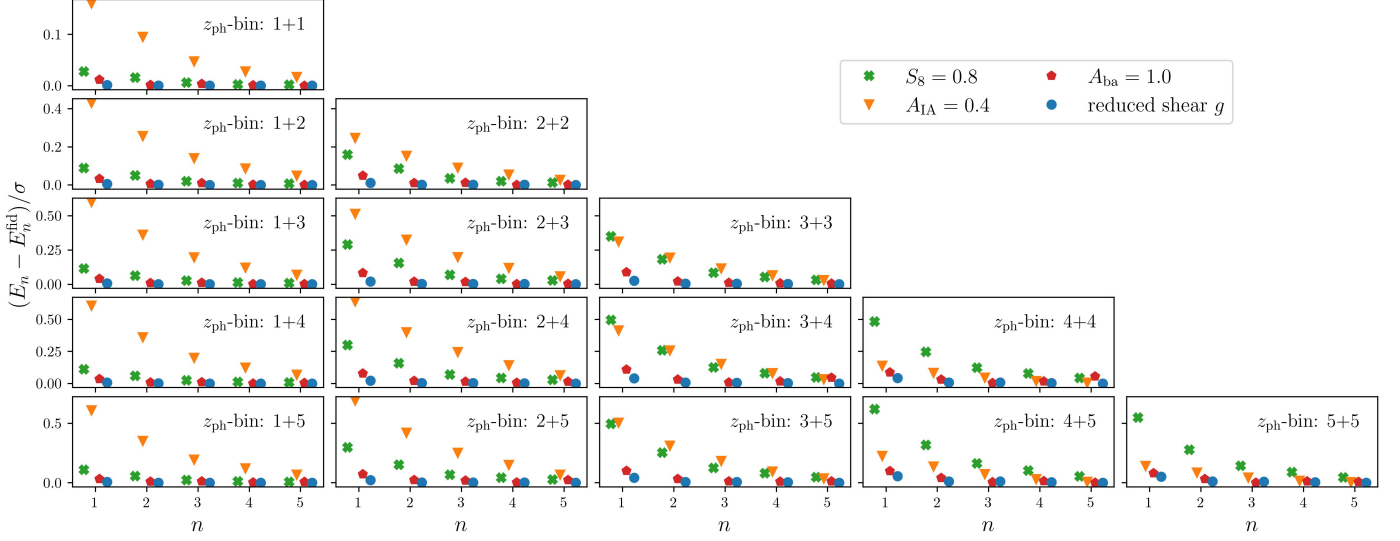 z_ph-bin: 1+1
0.1
0.0
S_8 = 0.8
A_ba = 1.0
A_IA = 0.4
reduced shear g
(E_n − E_n^fid)/σ
z_ph-bin: 1+2
z_ph-bin: 2+2
0.4
0.2
0.0
z_ph-bin: 1+3
z_ph-bin: 2+3
z_ph-bin: 3+3
0.50
0.25
0.00
z_ph-bin: 1+4
z_ph-bin: 2+4
z_ph-bin: 3+4
z_ph-bin: 4+4
0.50
0.25
0.00
z_ph-bin: 1+5
z_ph-bin: 2+5
z_ph-bin: 3+5
z_ph-bin: 4+5
z_ph-bin: 5+5
0.5
0.0
1 2 3 4 5
1 2 3 4 5
1 2 3 4 5
1 2 3 4 5
1 2 3 4 5
n
n
n
n
n